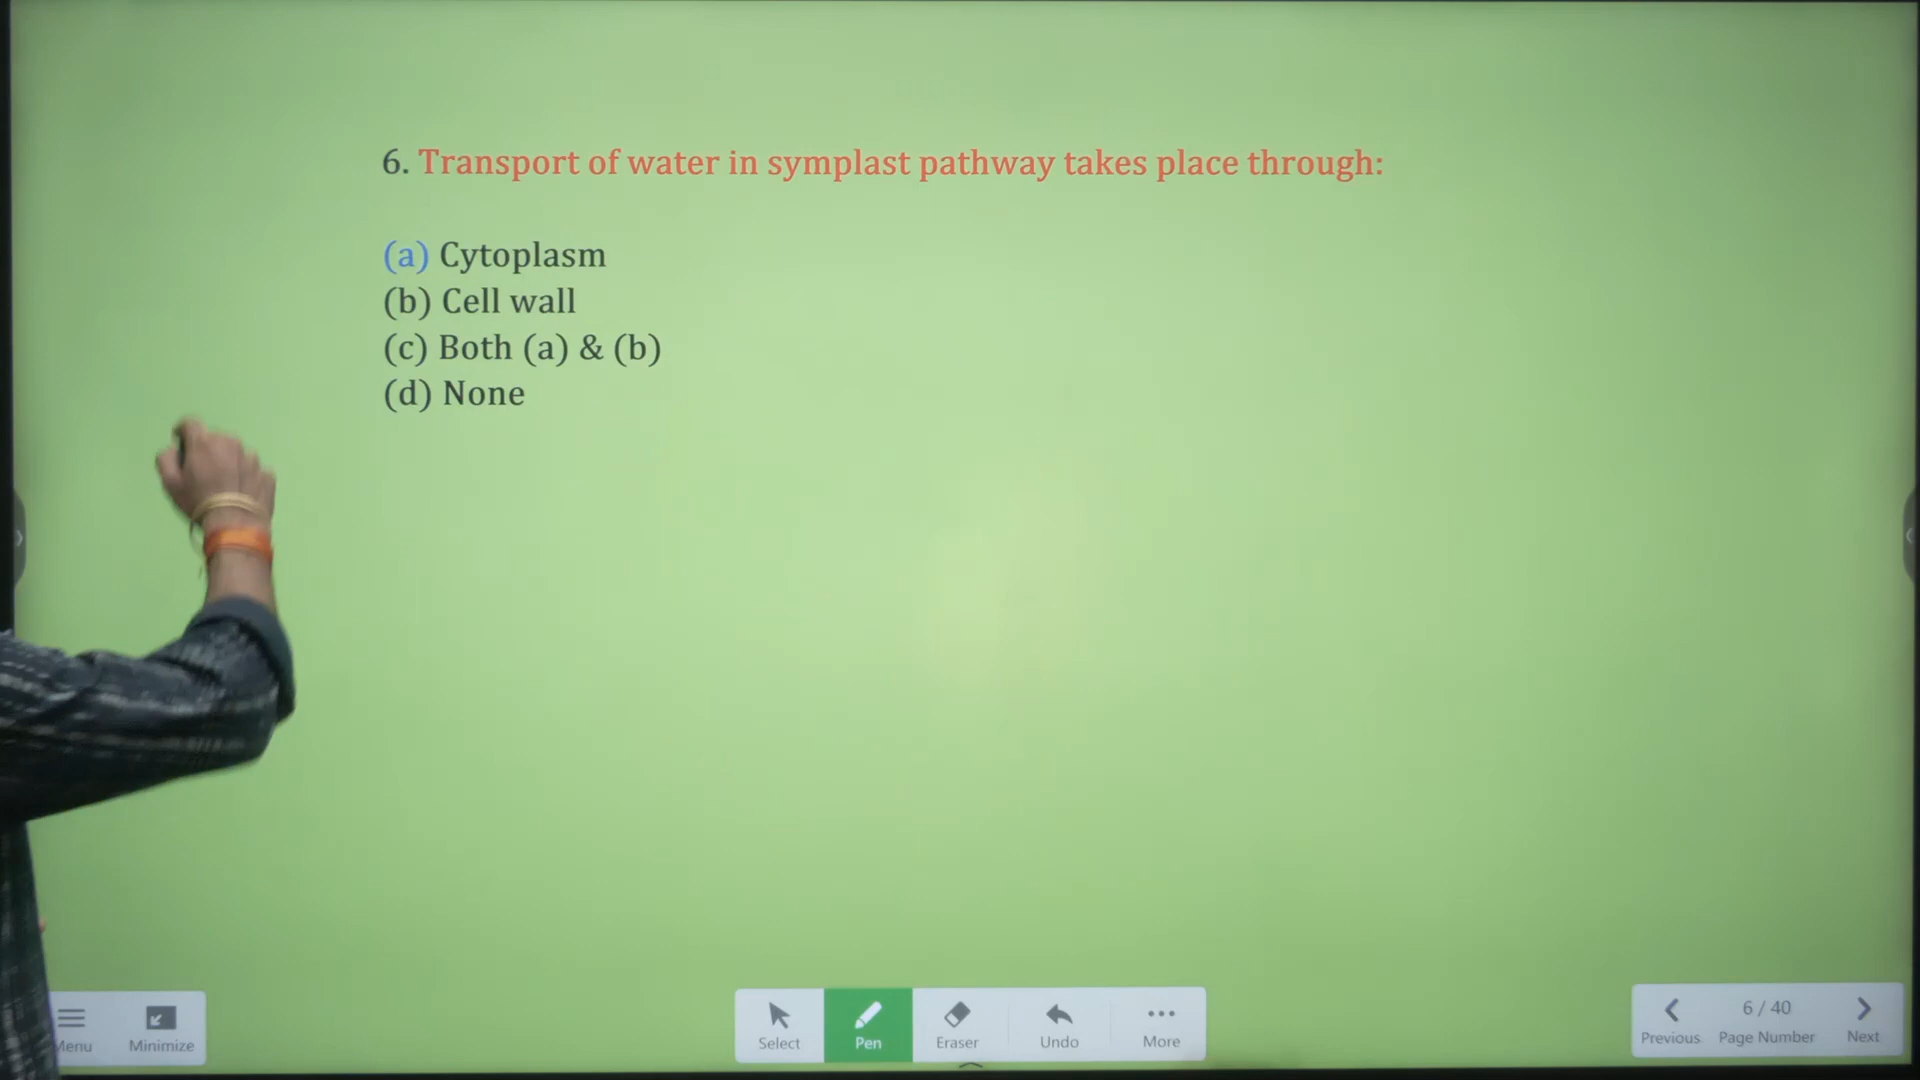 6. Transport of water in symplast pathway takes place through:
(a) Cytoplasm
(b) Cell wall
(c) Both (a) & (b)
(d) None
Menu
Minimize
Select
Pen
Eraser
Undo
More
Previous
6 / 40
Page Number
Next